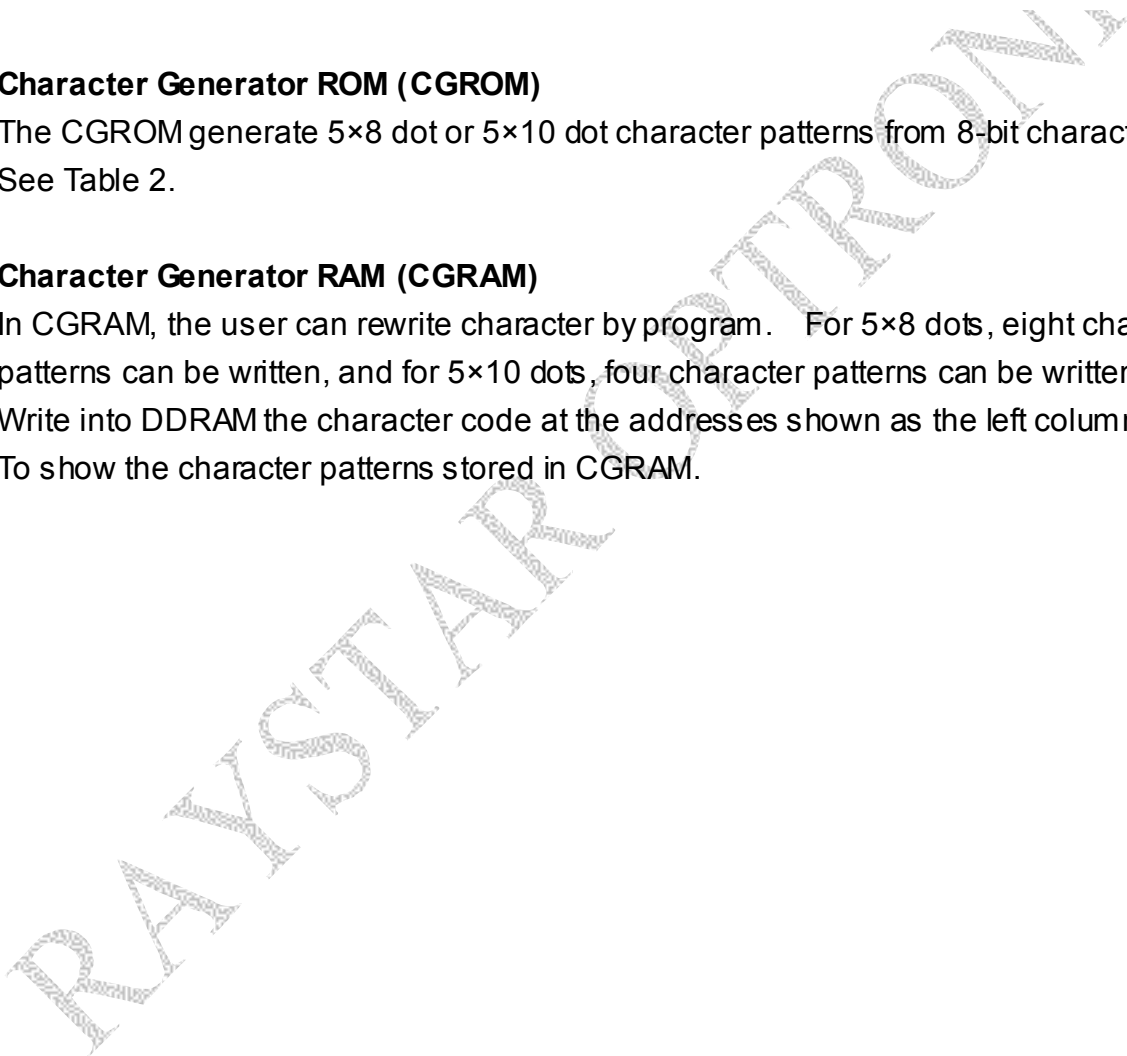 Character Generator ROM (CGROM)
The CGROM generate 5×8 dot or 5×10 dot character patterns from 8-bit
See Table 2.
Character Generator RAM (CGRAM)
In CGRAM, the user can rewrite character by program. For 5×8 dots, eight
patterns can be written, and for 5×10 dots, four character patterns can be written
Write into DDRAM the character code at the addresses shown as the left column
To show the character patterns stored in CGRAM.
RAYSTAR OPTRON